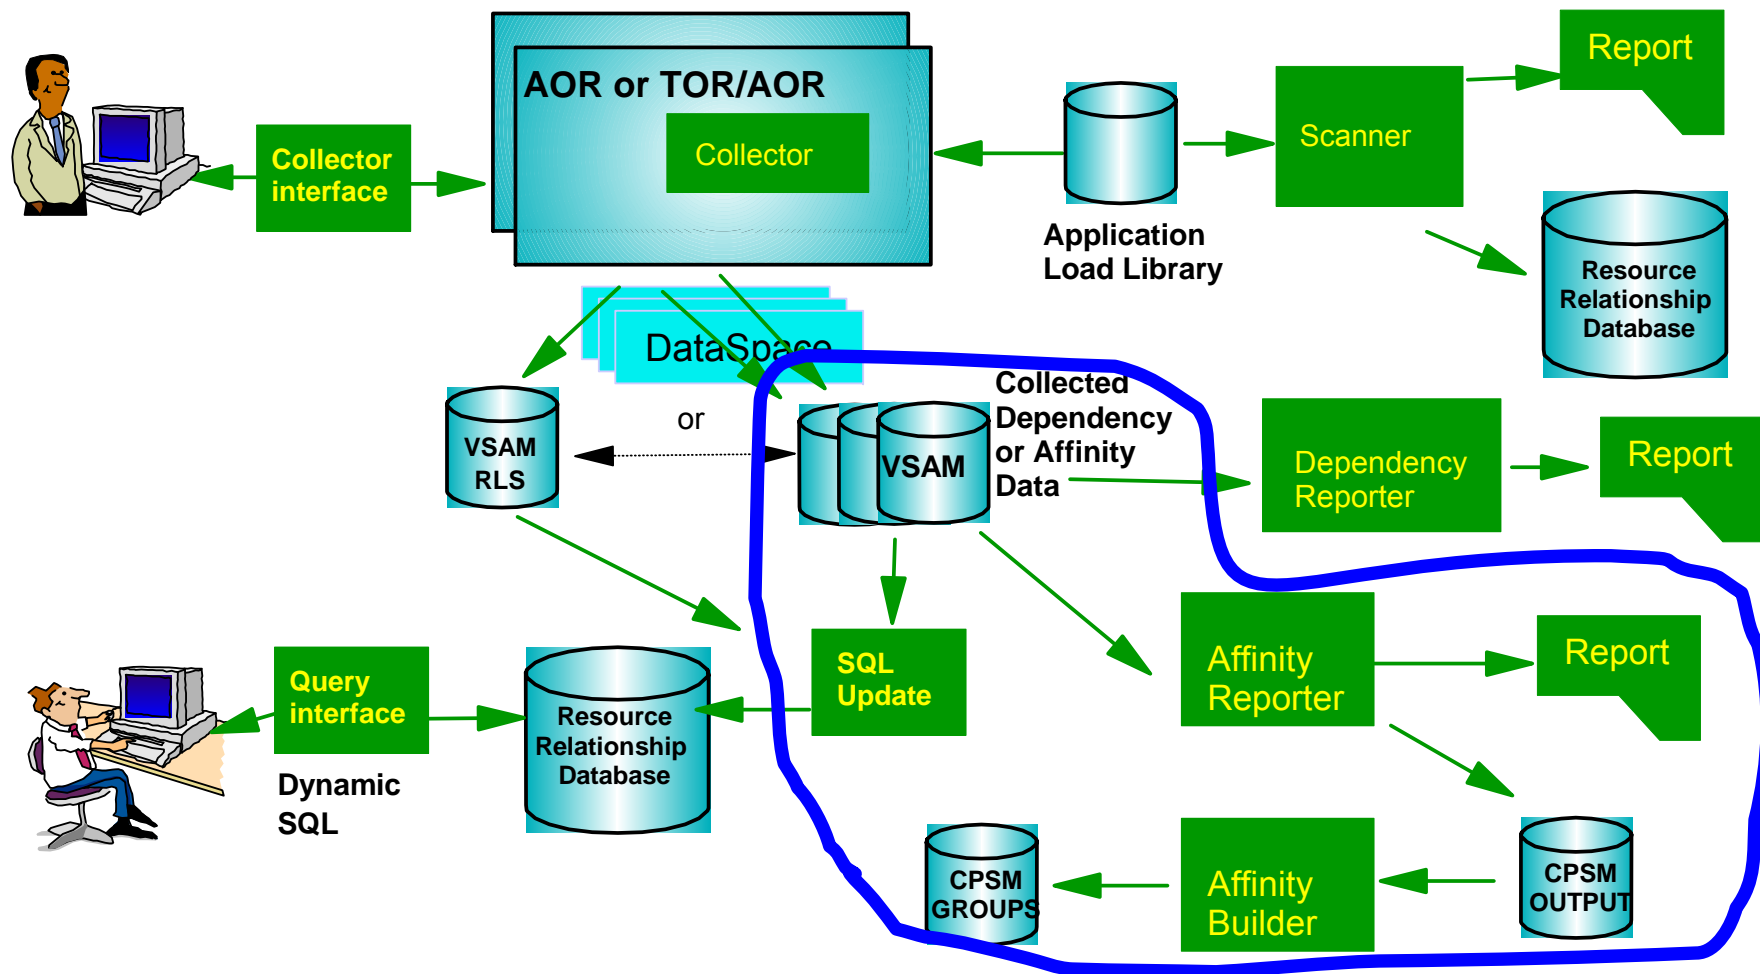 Report
AOR or TOR/AOR
Collector
Scanner
Collector
interface
Application
Load Library
Resource
Relationship
Database
DataSpace
Collected
Dependency
or Affinity
Data
or
VSAM
RLS
VSAM
Dependency
Reporter
Report
SQL
Update
Affinity
Reporter
Report
Query
interface
Resource
Relationship
Database
Dynamic
SQL
CPSM
GROUPS
Affinity
Builder
CPSM
OUTPUT